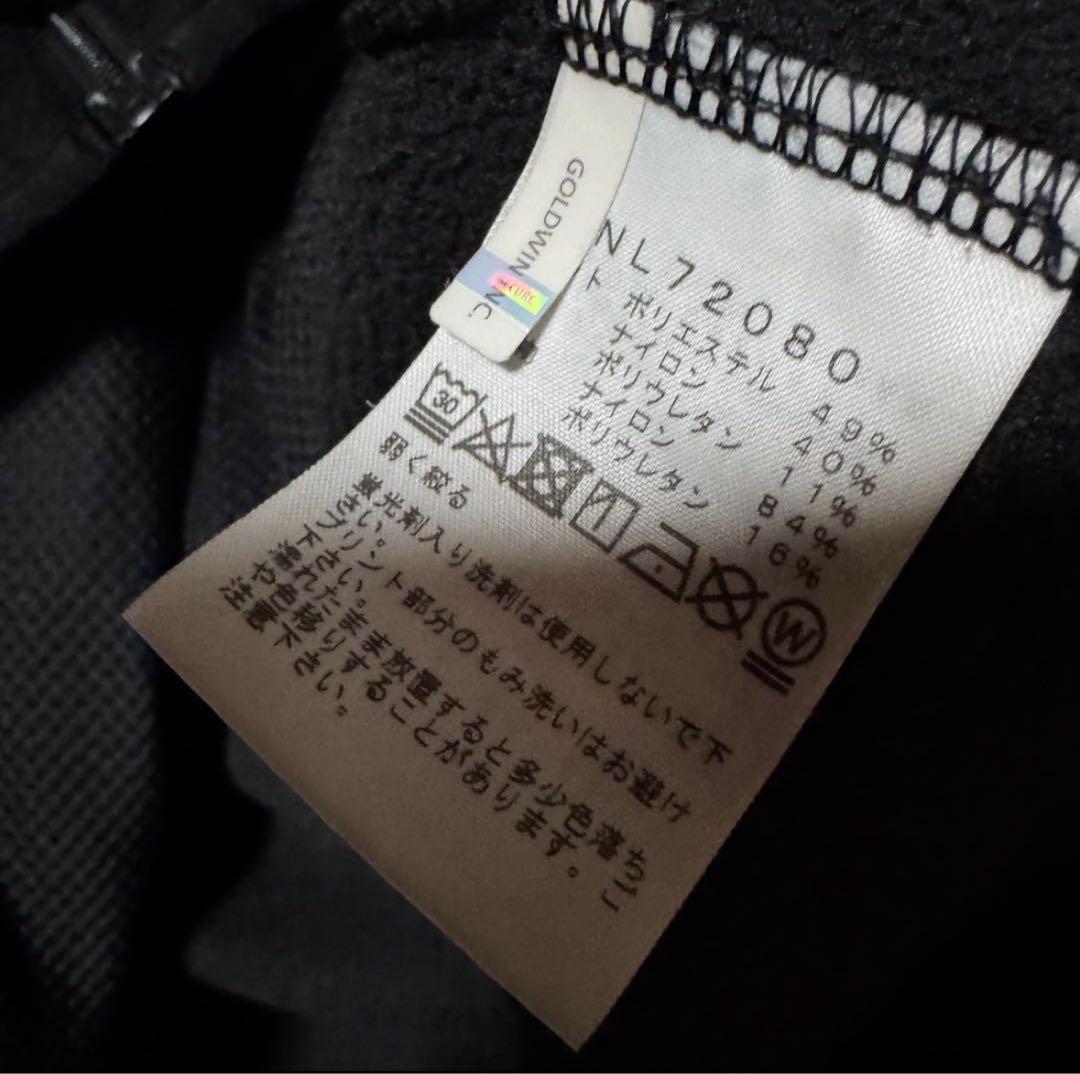 GOLDWIN INC.
CURE
NL72080
ト ポリエステル 49%
ナイロン 40%
ポリウレタン 11%
ナイロン 84%
ポリウレタン 16%
30
W
弱く絞る
蛍光剤入り洗剤は使用しないで下
さい。
プリント部分のもみ洗いはお避け
下さい。
濡れたまま放置すると多少色落ち
や色移りすることがあります。ご
注意下さい。